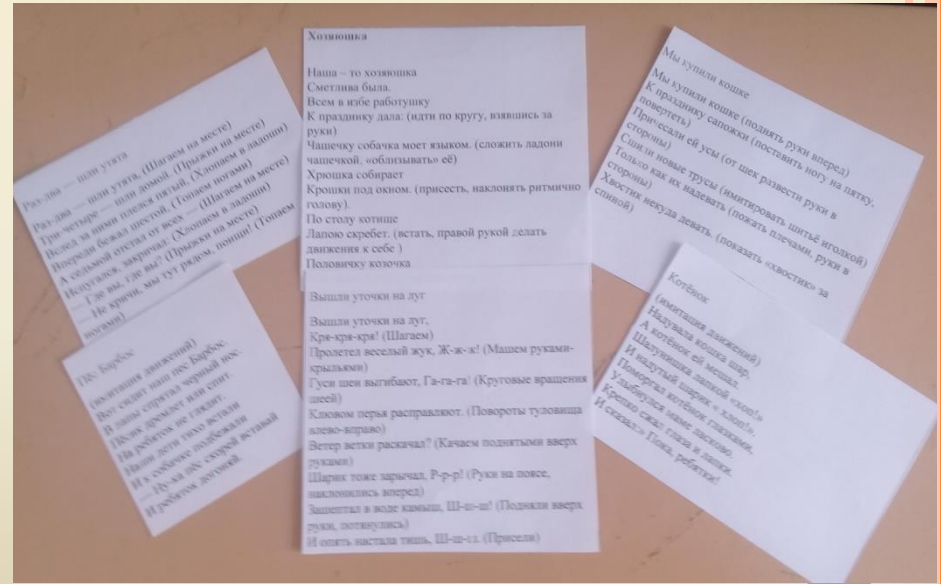 Раз-два — шли утята
Раз-два — шли утята, (Шагаем на месте)
Три-четыре — шли домой. (Прыжки на месте)
Вслед за ними плелся пятый, (Хлопаем в ладоши)
Впереди бежал шестой, (Топаем ногами)
А седьмой отстал от всех — (Шагаем на месте)
Испугался, закричал: (Хлопаем в ладоши)
— Где вы, где вы? (Прыжки на месте)
— Не кричи, мы тут рядом, поищи! (Топаем
ногами)
Хозяюшка
Наша – то хозяюшка
Сметлива была.
Всем в избе работушку
К празднику дала: (идти по кругу, взявшись за
руки)
Чашечку собачка моет языком. (сложить ладони
чашечкой, «облизывать» её)
Хрюшка собирает
Крошки под окном. (присесть, наклонять ритмично
голову).
По столу котище
Лапою скребет. (встать, правой рукой делать
движения к себе )
Половичку козочка
Мы купили кошке
Мы купили кошке (поднять руки вперед)
К празднику сапожки (поставить ногу на пятку,
повертеть)
Причесали ей усы (от щек развести руки в
стороны)
Сшили новые трусы (имитировать шитьё иголкой)
Только как их надевать (пожать плечами, руки в
стороны)
Хвостик некуда девать. (показать «хвостик» за
спиной)
Пёс Барбос
(имитация движений)
Вот сидит наш пёс Барбос.
В лапы спрятал черный нос.
Пёсик дремлет или спит.
На ребяток не глядит.
Наши дети тихо встали
И к собачке подбежали
— Ну-ка пёс скорей вставай
И ребяток догоняй.
Вышли уточки на луг
Вышли уточки на луг,
Кря-кря-кря! (Шагаем)
Пролетел веселый жук, Ж-ж-ж! (Машем руками-
крыльями)
Гуси шеи выгибают, Га-га-га! (Круговые вращения
шеей)
Клювом перья расправляют. (Повороты туловища
влево-вправо)
Ветер ветки раскачал? (Качаем поднятыми вверх
руками)
Шарик тоже зарычал, Р-р-р! (Руки на поясе,
наклонились вперед)
Зашептал в воде камыш, Ш-ш-ш! (Подняли вверх
руки, потянулись)
И опять настала тишь, Ш-ш-ш. (Присели)
Котёнок
(имитация движений)
Надувала кошка шар,
А котёнок ей мешал.
Шалунишка лапкой «хлоп!»
И надутый шарик « хлоп!».
Поморгал котёнок глазками,
Улыбнулся маме ласково.
Крепко сжал глазки и лапки,
И сказал:» Пока, ребятки!